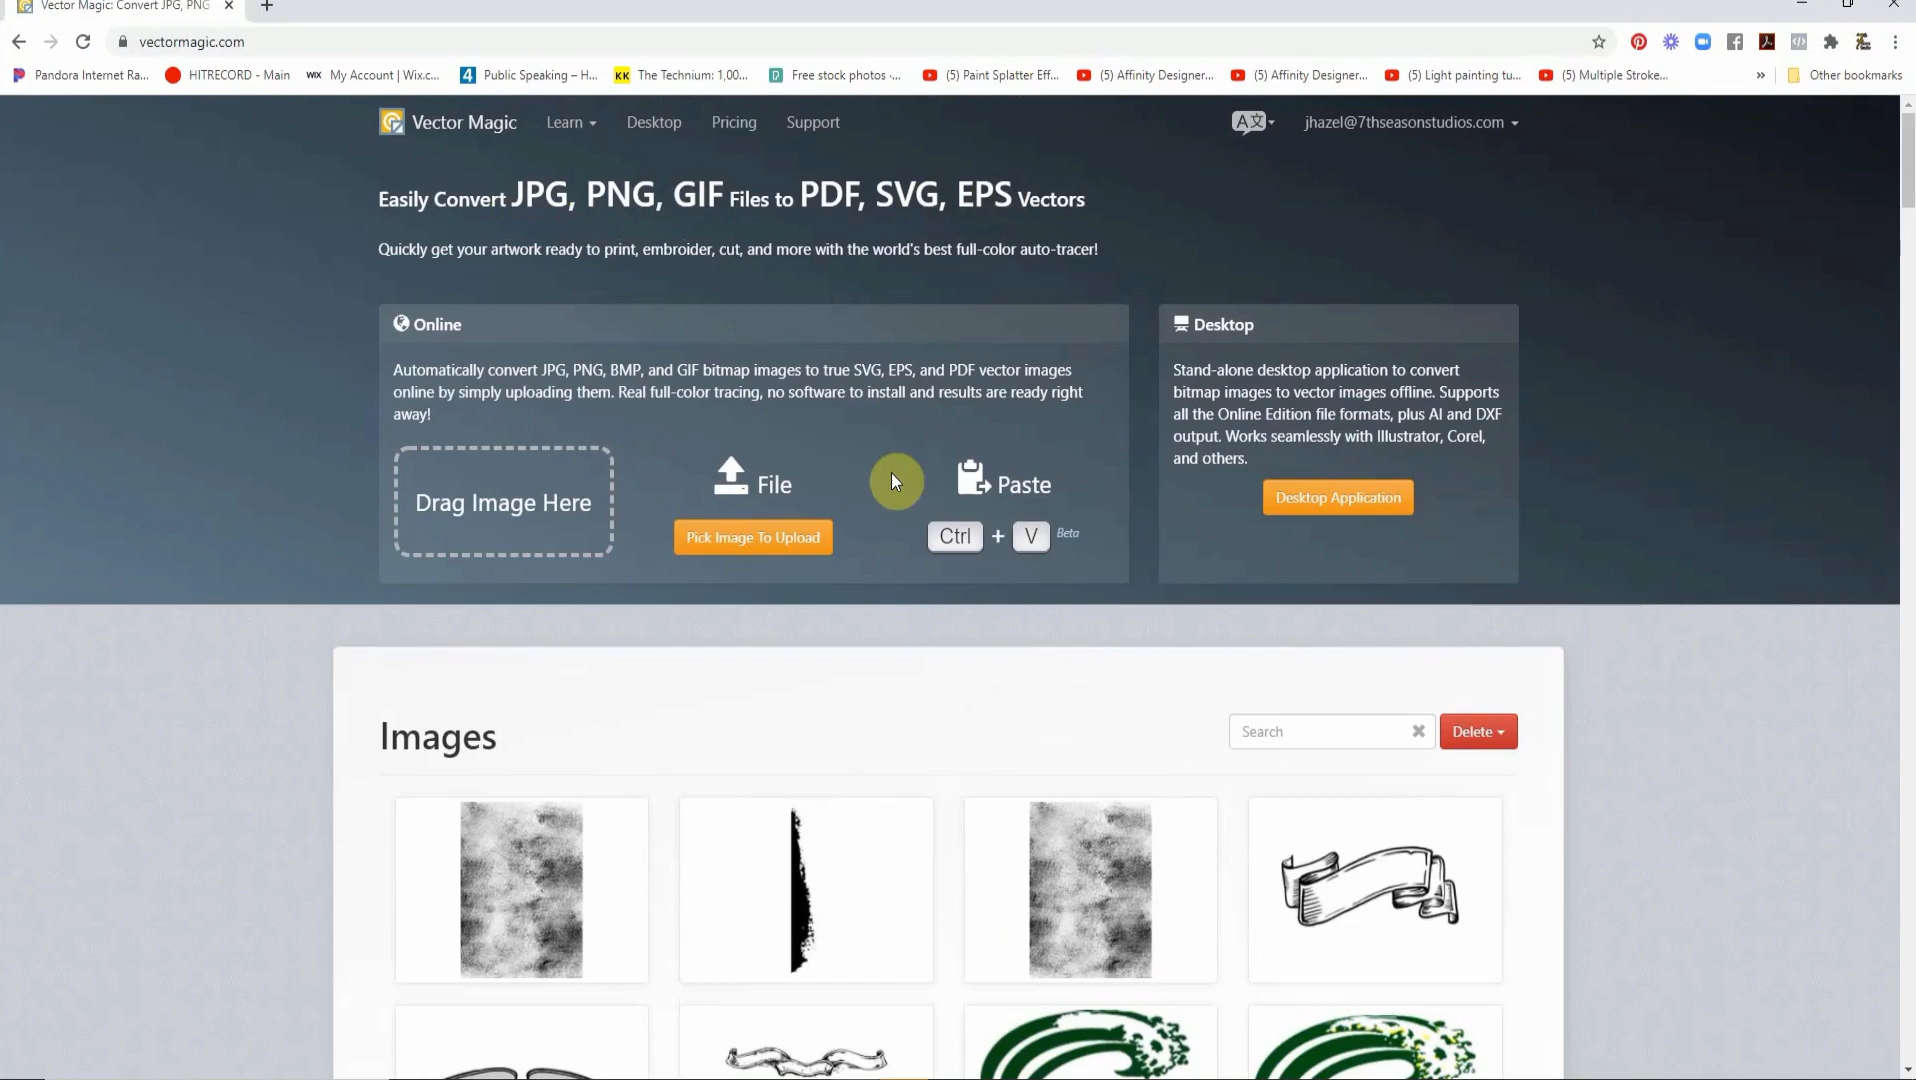 Vector Magic: Convert JPG, PNG
vectormagic.com
Pandora Internet Ra...
HITRECORD - Main
WIX My Account | Wix.c...
4 Public Speaking – H...
KK The Technium: 1,00...
Free stock photos ·...
(5) Paint Splatter Eff...
(5) Affinity Designer...
(5) Affinity Designer...
(5) Light painting tu...
(5) Multiple Stroke...
»
Other bookmarks
Vector Magic
Learn
Desktop
Pricing
Support
A文
jhazel@7thseasonstudios.com
Easily Convert JPG, PNG, GIF Files to PDF, SVG, EPS Vectors
Quickly get your artwork ready to print, embroider, cut, and more with the world's best full-color auto-tracer!
Online
Automatically convert JPG, PNG, BMP, and GIF bitmap images to true SVG, EPS, and PDF vector images
online by simply uploading them. Real full-color tracing, no software to install and results are ready right
away!
Drag Image Here
File
Pick Image To Upload
Paste
Ctrl + V Beta
Desktop
Stand-alone desktop application to convert
bitmap images to vector images offline. Supports
all the Online Edition file formats, plus AI and DXF
output. Works seamlessly with Illustrator, Corel,
and others.
Desktop Application
Images
Search
Delete